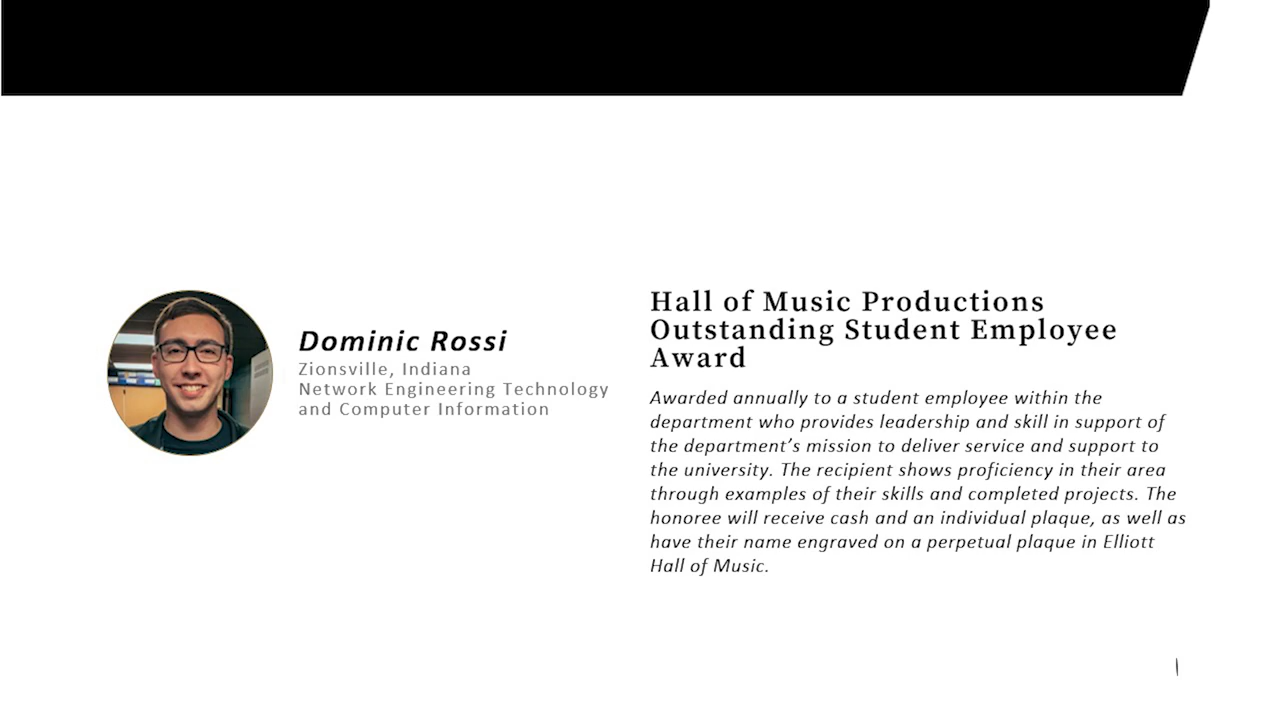 Dominic Rossi
Zionsville, Indiana
Network Engineering Technology
and Computer Information
Hall of Music Productions
Outstanding Student Employee
Award
Awarded annually to a student employee within the
department who provides leadership and skill in support of
the department’s mission to deliver service and support to
the university. The recipient shows proficiency in their area
through examples of their skills and completed projects. The
honoree will receive cash and an individual plaque, as well as
have their name engraved on a perpetual plaque in Elliott
Hall of Music.